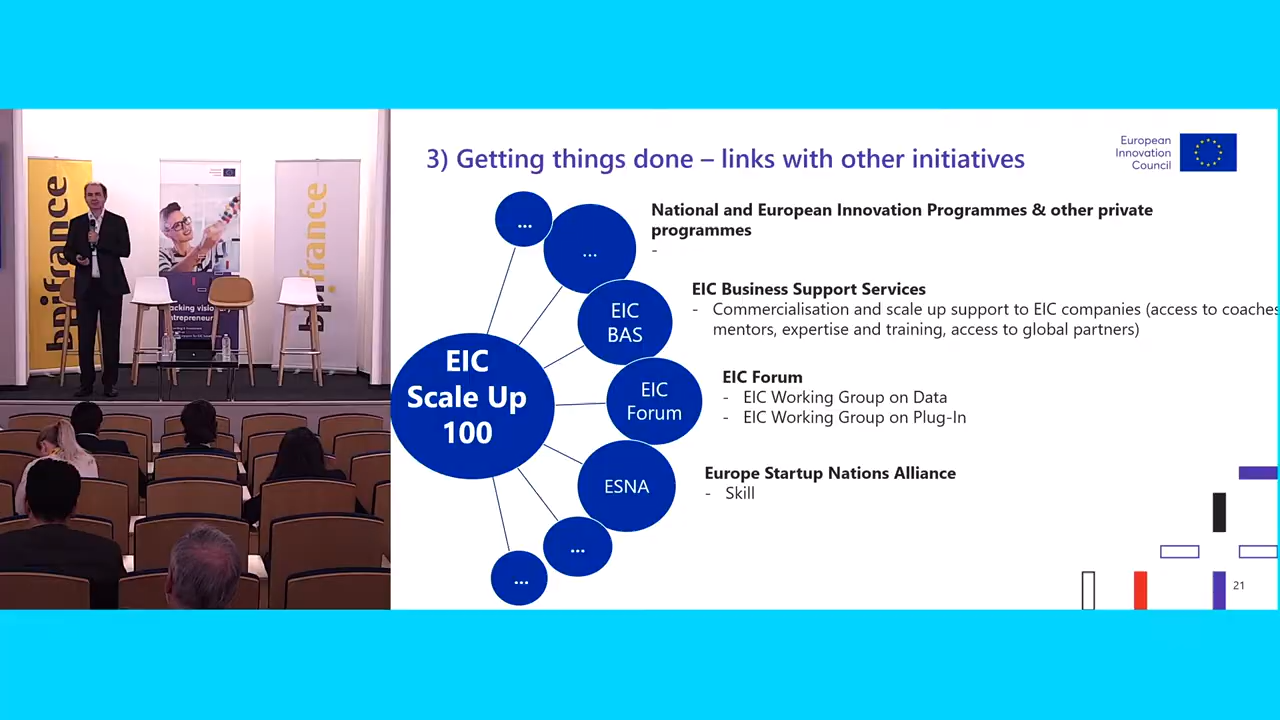 3) Getting things done – links with other initiatives
European
Innovation
Council
...
...
National and European Innovation Programmes & other private
programmes
-
EIC
BAS
EIC Business Support Services
- Commercialisation and scale up support to EIC companies (access to coache
mentors, expertise and training, access to global partners)
EIC
Scale Up
100
EIC
Forum
EIC Forum
- EIC Working Group on Data
- EIC Working Group on Plug-In
ESNA
Europe Startup Nations Alliance
- Skill
...
...
21
bpifrance
bpifrance